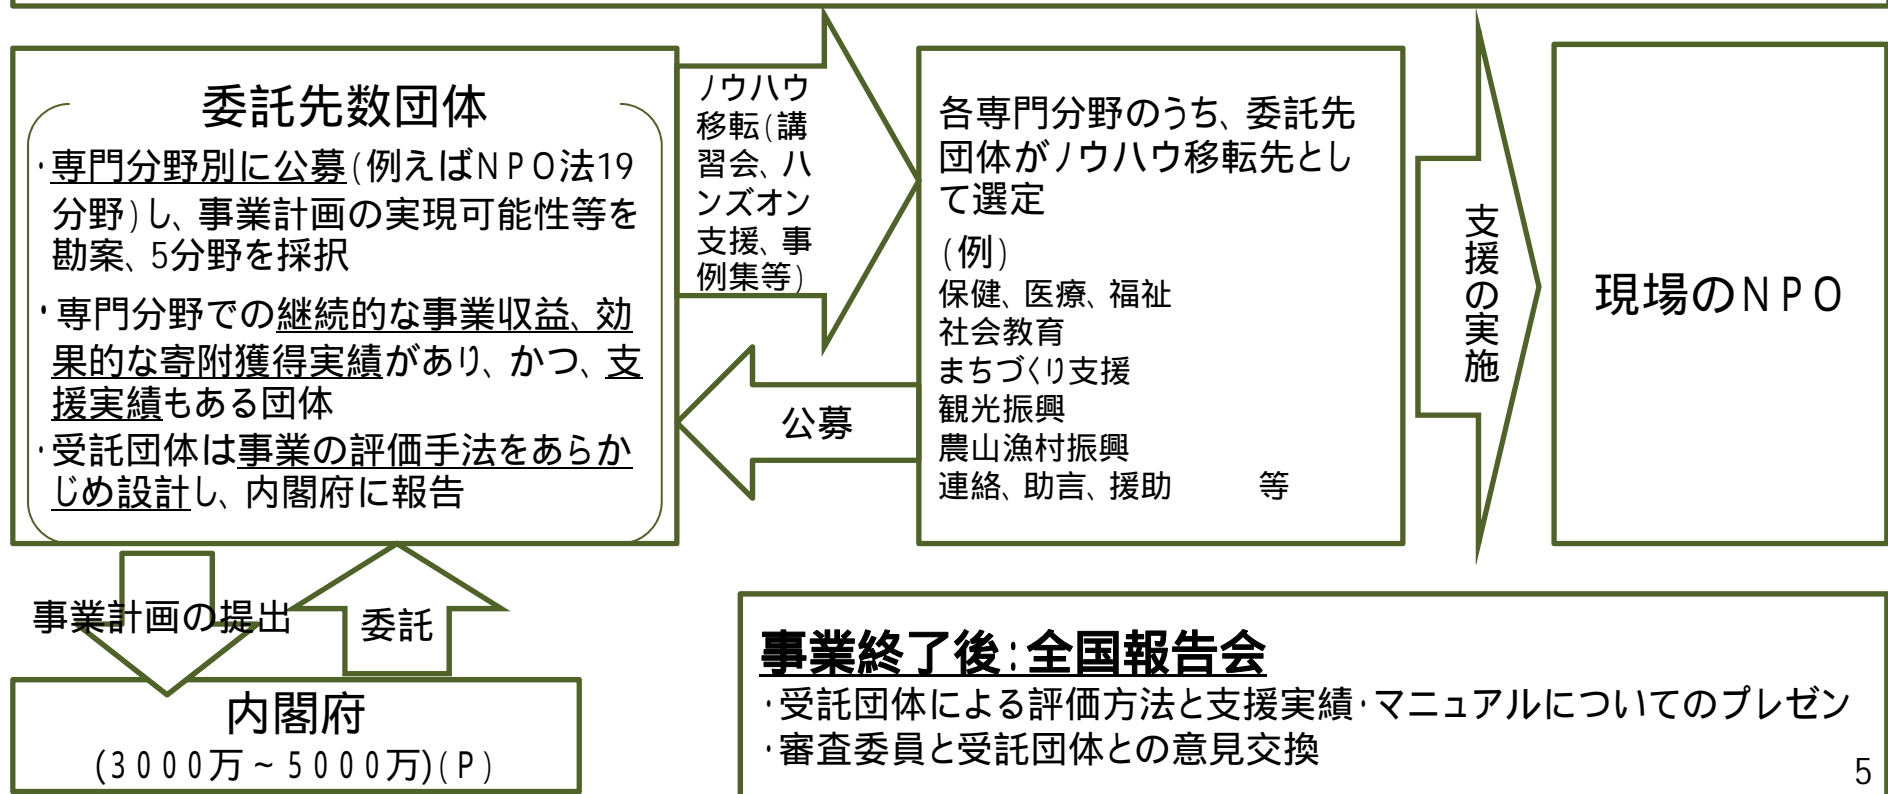 委託先数団体
・専門分野別に公募(例えばNPO法19
分野)し、事業計画の実現可能性等を
勘案、5分野を採択
・専門分野での継続的な事業収益、効
果的な寄附獲得実績があり、かつ、支
援実績もある団体
・受託団体は事業の評価手法をあらか
じめ設計し、内閣府に報告
ノウハウ
移転(講
習会、ハ
ンズオン
支援、事
例集等)
公募
各専門分野のうち、委託先
団体がノウハウ移転先とし
て選定
(例)
保健、医療、福祉
社会教育
まちづくり支援
観光振興
農山漁村振興
連絡、助言、援助　　等
支援の実施
現場のNPO
事業計画の提出
委託
内閣府
(3000万~5000万)(P)
事業終了後:全国報告会
・受託団体による評価方法と支援実績・マニュアルについてのプレゼン
・審査委員と受託団体との意見交換
5